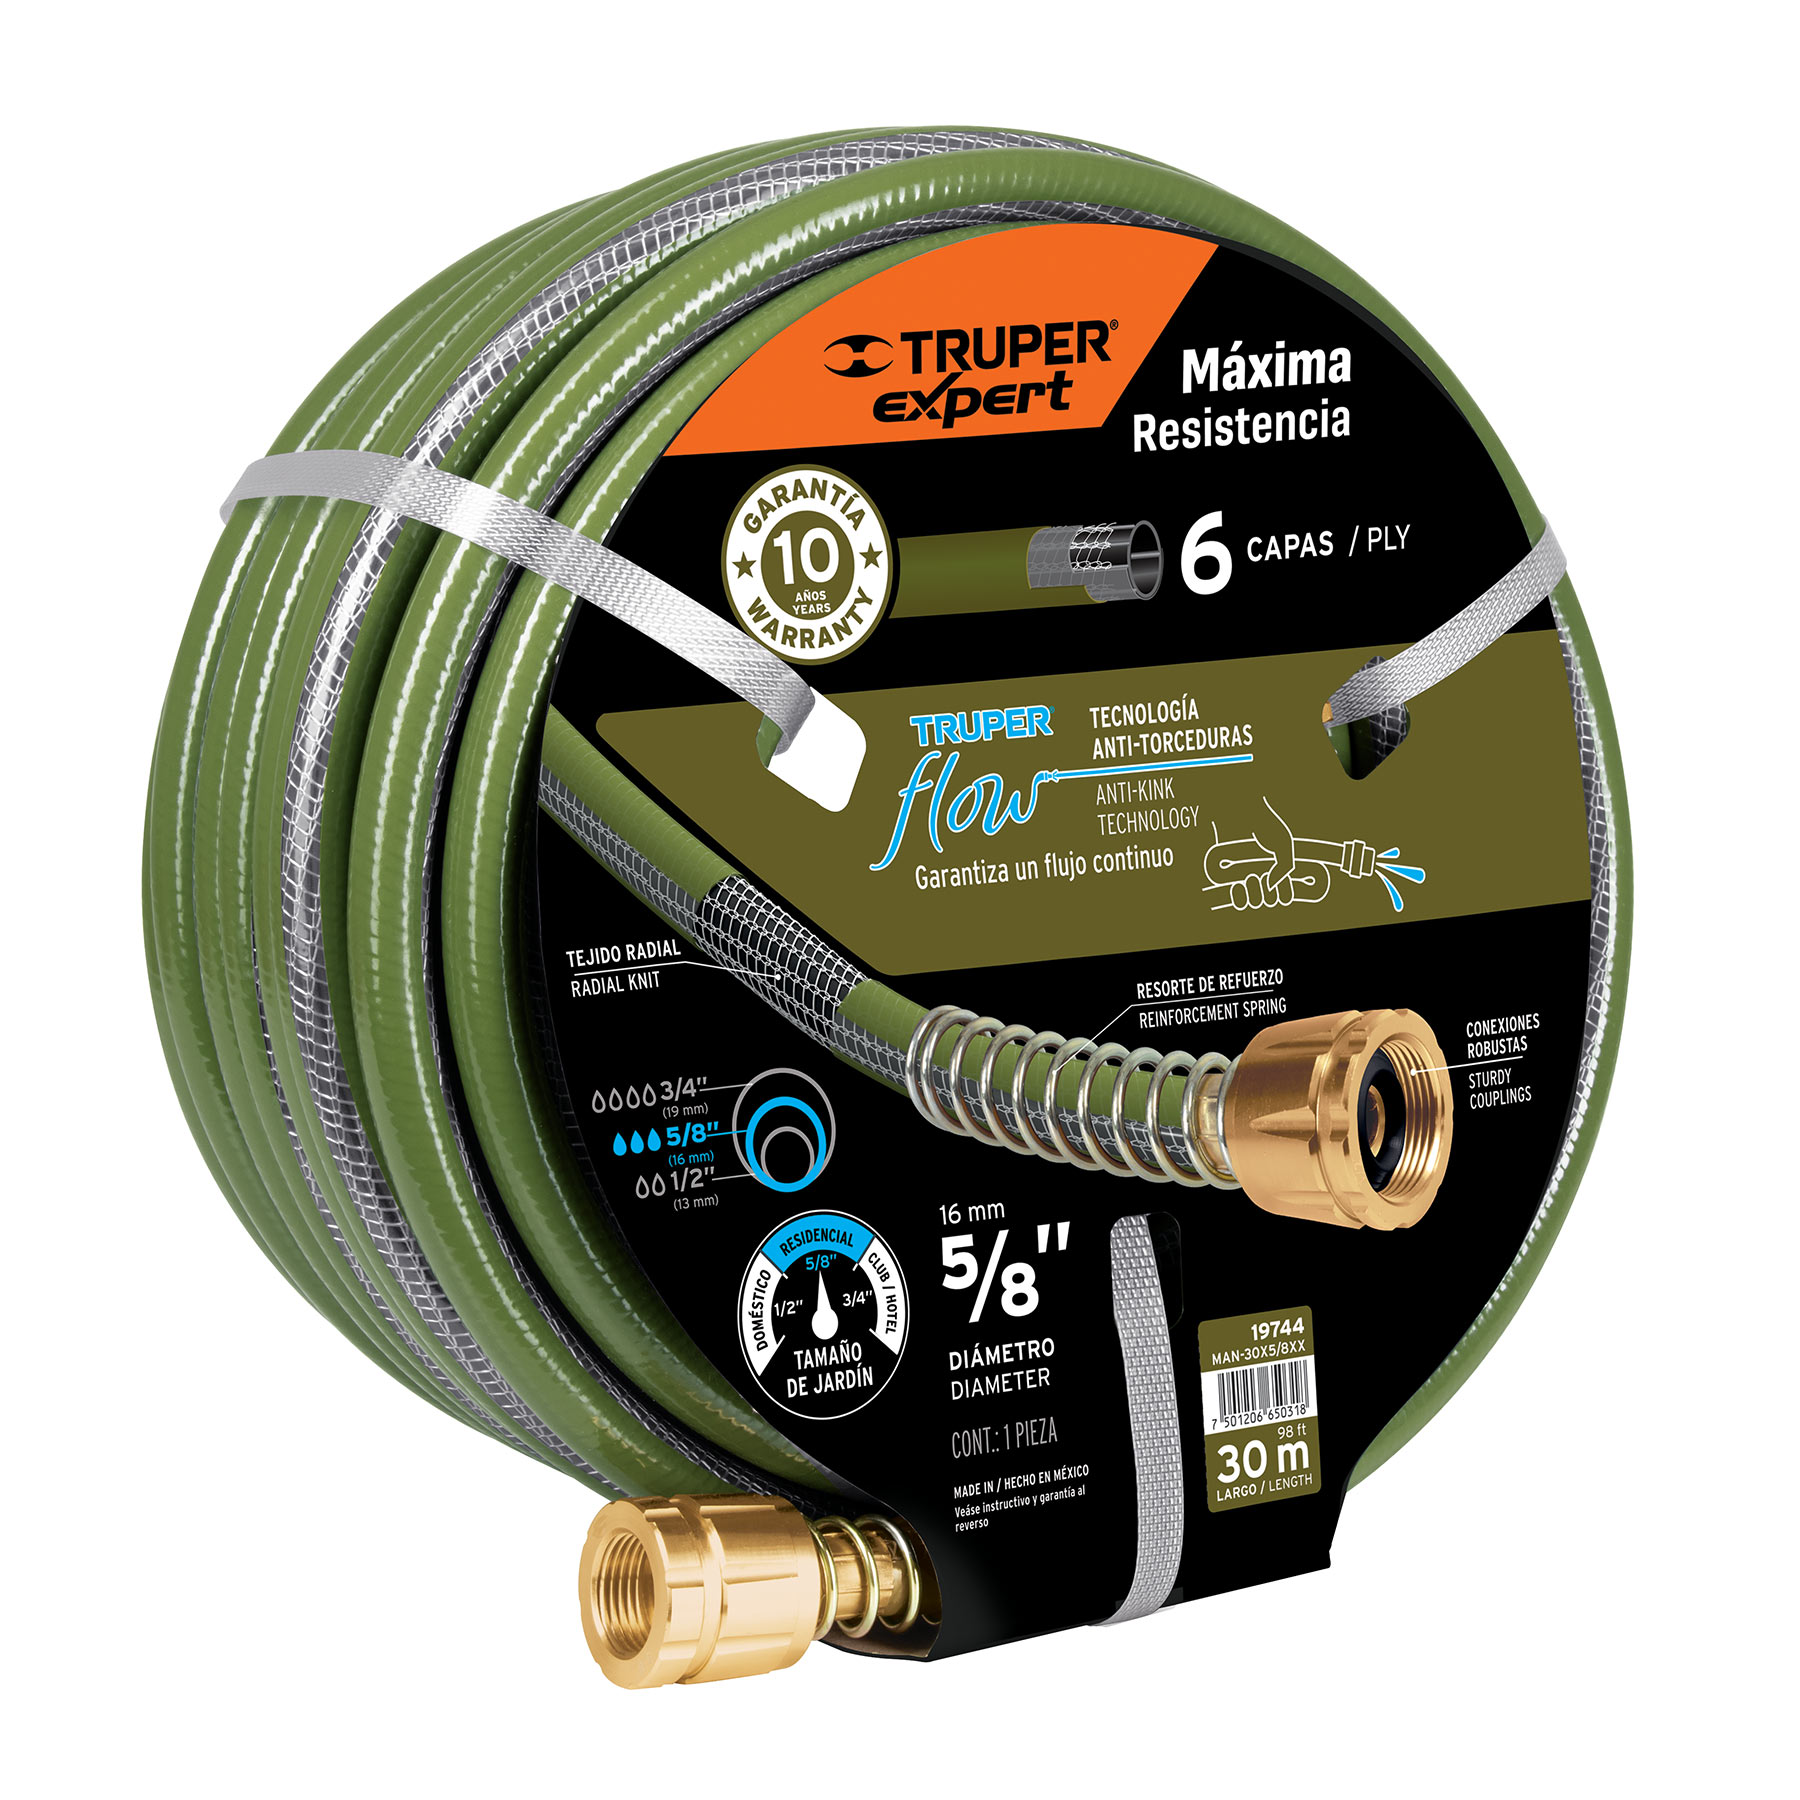 TRUPER®
expert
Máxima
Resistencia
GARANTÍA
10
AÑOS
YEARS
WARRANTY
6 CAPAS / PLY
TRUPER®
flow
TECNOLOGÍA
ANTI-TORCEDURAS
ANTI-KINK
TECHNOLOGY
Garantiza un flujo continuo
TEJIDO RADIAL
RADIAL KNIT
RESORTE DE REFUERZO
REINFORCEMENT SPRING
CONEXIONES
ROBUSTAS
STURDY
COUPLINGS
3/4"
(19 mm)
5/8"
(16 mm)
1/2"
(13 mm)
DOMÉSTICO
RESIDENCIAL
CLUB / HOTEL
1/2"
5/8"
3/4"
TAMAÑO
DE JARDÍN
16 mm
5/8"
DIÁMETRO
DIAMETER
CONT.: 1 PIEZA
MADE IN / HECHO EN MÉXICO
Veáse instructivo y garantía al
reverso
19744
MAN-30X5/8XX
7 501206 650318
98 ft
30 m
LARGO / LENGTH